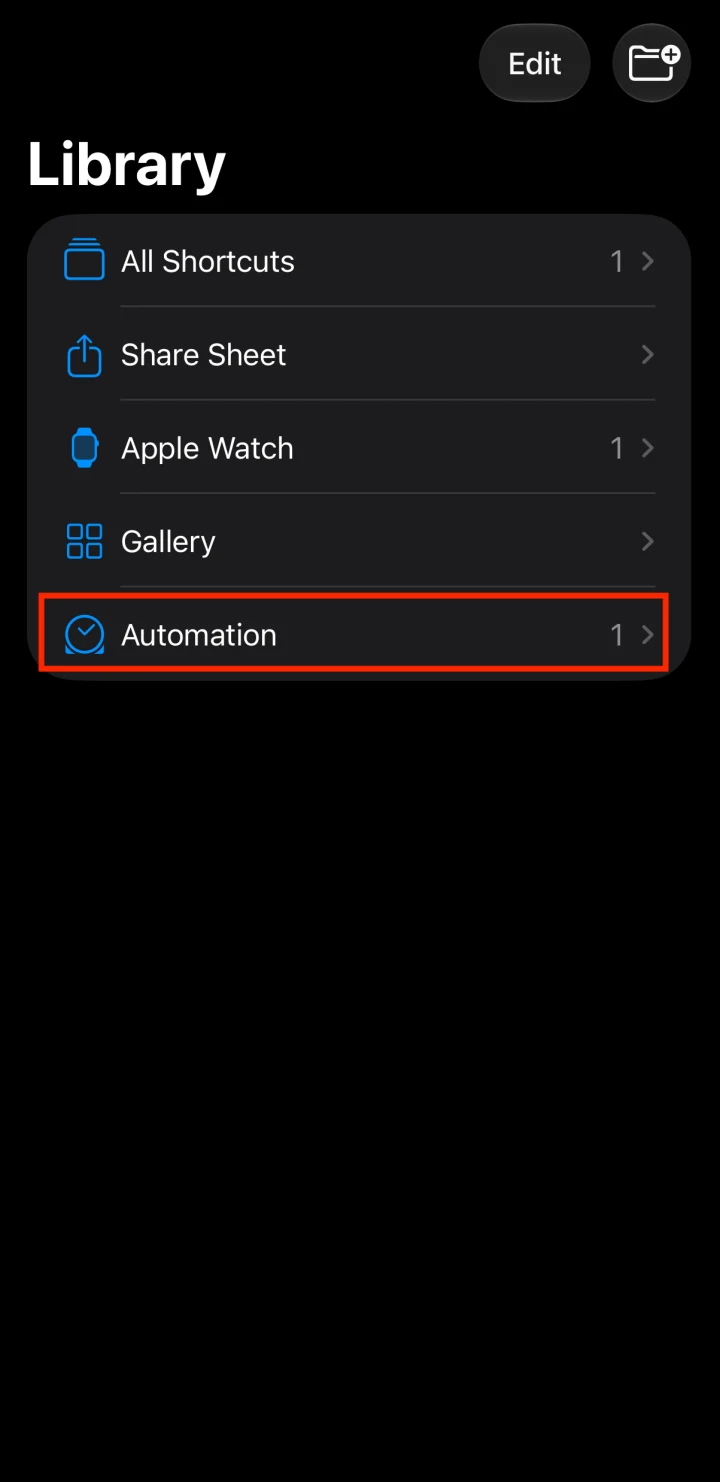 Edit
Library
All Shortcuts 1
Share Sheet
Apple Watch 1
Gallery
Automation 1